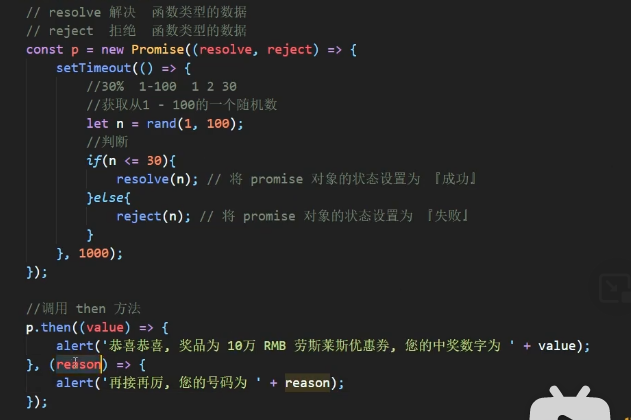 // resolve 解决  函数类型的数据
// reject  拒绝  函数类型的数据
const p = new Promise((resolve, reject) => {
    setTimeout(() => {
        //30%  1-100  1 2 30
        //获取从1 - 100的一个随机数
        let n = rand(1, 100);
        //判断
        if(n <= 30){
            resolve(n); // 将 promise 对象的状态设置为 『成功』
        }else{
            reject(n); // 将 promise 对象的状态设置为 『失败』
        }
    }, 1000);
});
//调用 then 方法
p.then((value) => {
    alert('恭喜恭喜, 奖品为 10万 RMB 劳斯莱斯优惠券, 您的中奖数字为 ' + value);
}, (reason) => {
    alert('再接再厉, 您的号码为 ' + reason);
});